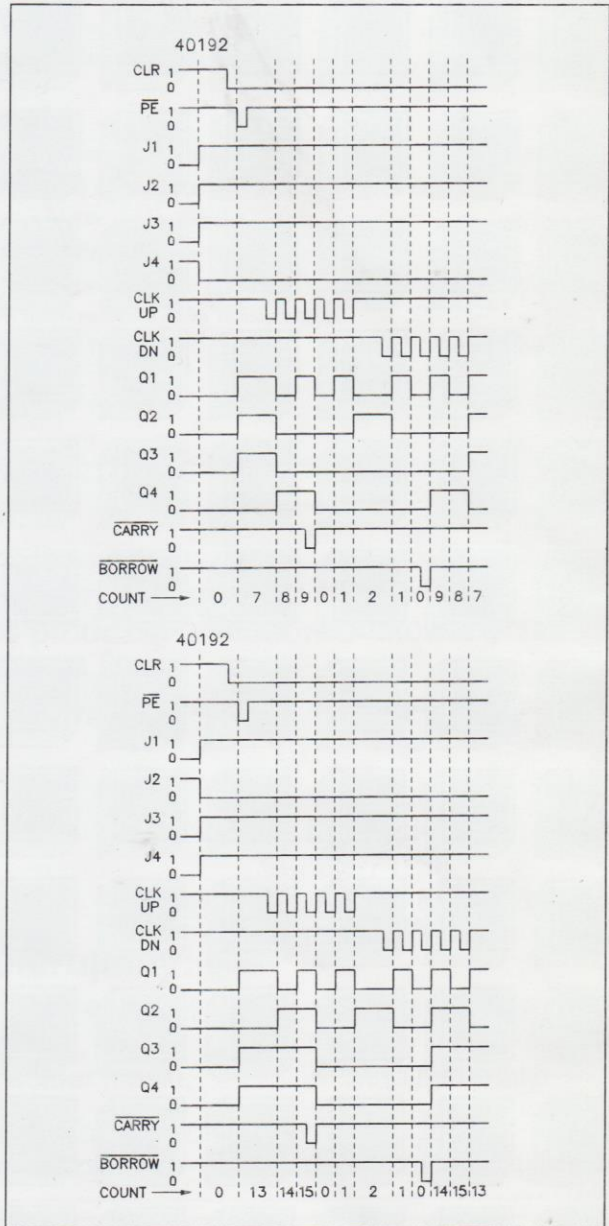 40192
CLR 1
0
PE 1
0
J1 1
0
J2 1
0
J3 1
0
J4 1
0
CLK 1
UP 0
CLK 1
DN 0
Q1 1
0
Q2 1
0
Q3 1
0
Q4 1
0
CARRY 1
0
BORROW 1
0
COUNT → 0 7 8 9 0 1 2 1 0 9 8 7
40192
CLR 1
0
PE 1
0
J1 1
0
J2 1
0
J3 1
0
J4 1
0
CLK 1
UP 0
CLK 1
DN 0
Q1 1
0
Q2 1
0
Q3 1
0
Q4 1
0
CARRY 1
0
BORROW 1
0
COUNT → 0 13 14 15 0 1 2 1 0 14 15 13